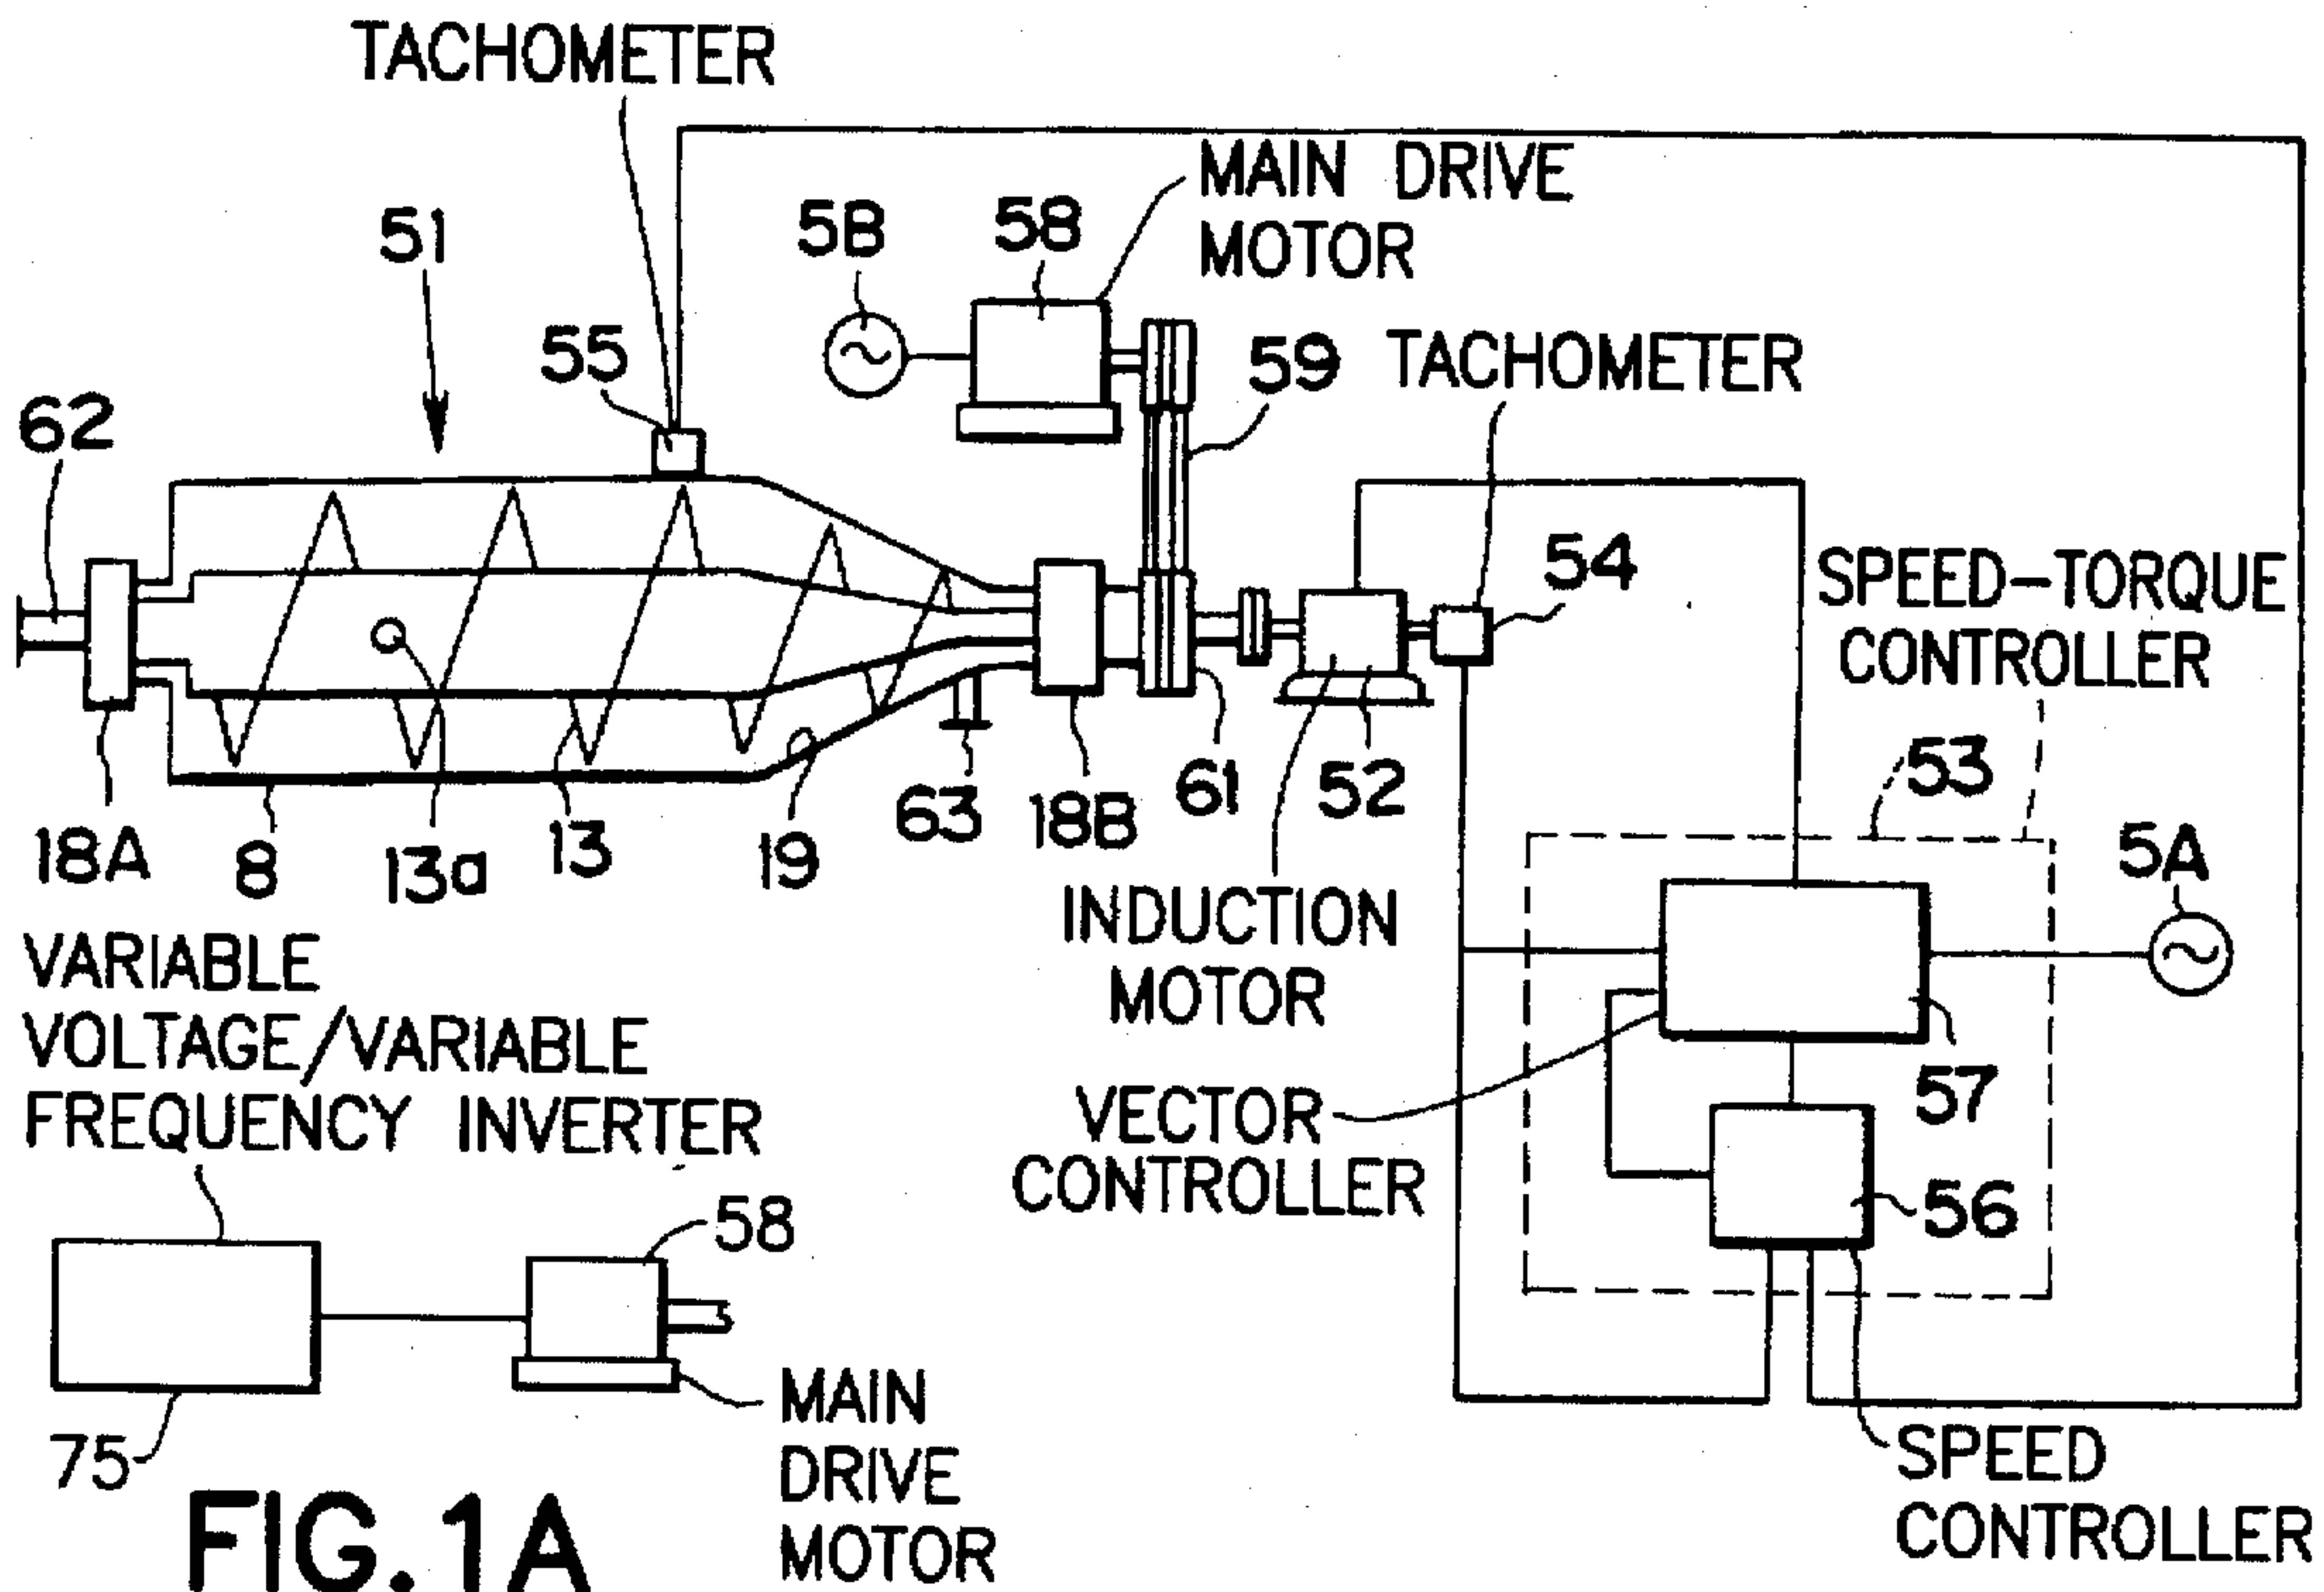 TACHOMETER
MAIN DRIVE
MOTOR
51
5B
58
55
59
TACHOMETER
62
54
SPEED-TORQUE
CONTROLLER
53
63
18B
61
52
18A
8
13a
13
19
5A
INDUCTION
MOTOR
VARIABLE
VOLTAGE/VARIABLE
FREQUENCY INVERTER
57
VECTOR
CONTROLLER
56
58
75
MAIN
DRIVE
MOTOR
SPEED
CONTROLLER
FIG. 1A